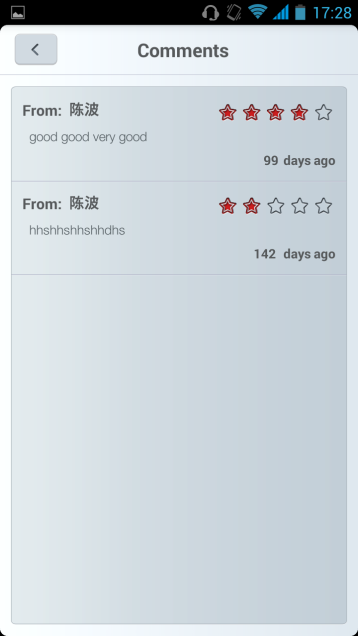 17:28
Comments
From: 陈波
good good very good
99 days ago
From: 陈波
hhshhshhshhdhs
142 days ago